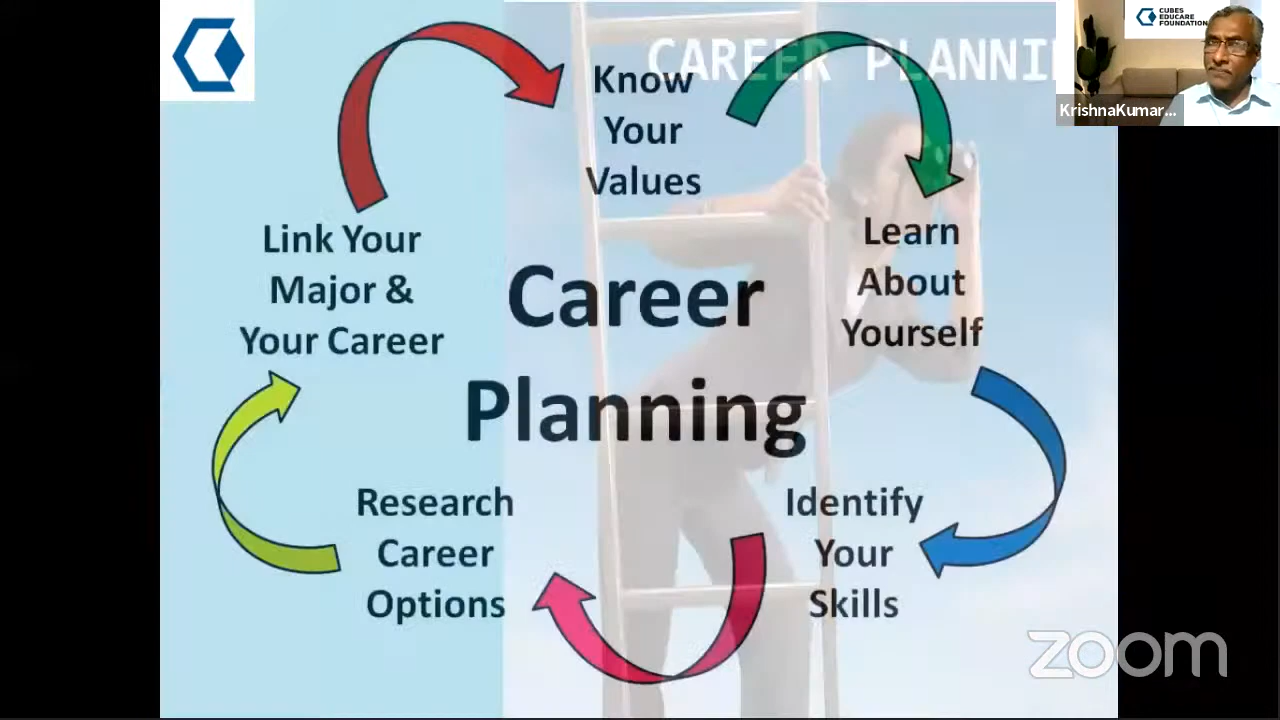 CAREER PLANNI
CUBES
EDUCARE
FOUNDATION
KrishnaKumar...
Know
Your
Values
Link Your
Major &
Your Career
Learn
About
Yourself
Career
Planning
Research
Career
Options
Identify
Your
Skills
zoom